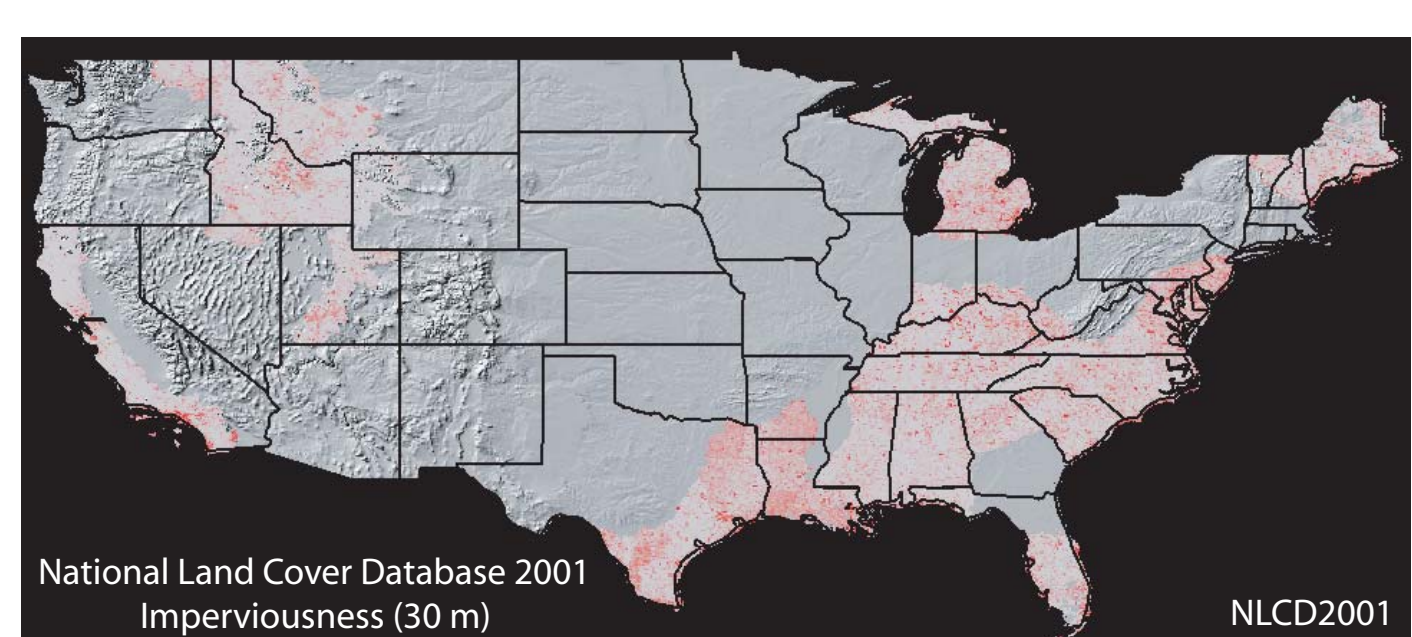 National Land Cover Database 2001
Imperviousness (30 m)
NLCD2001